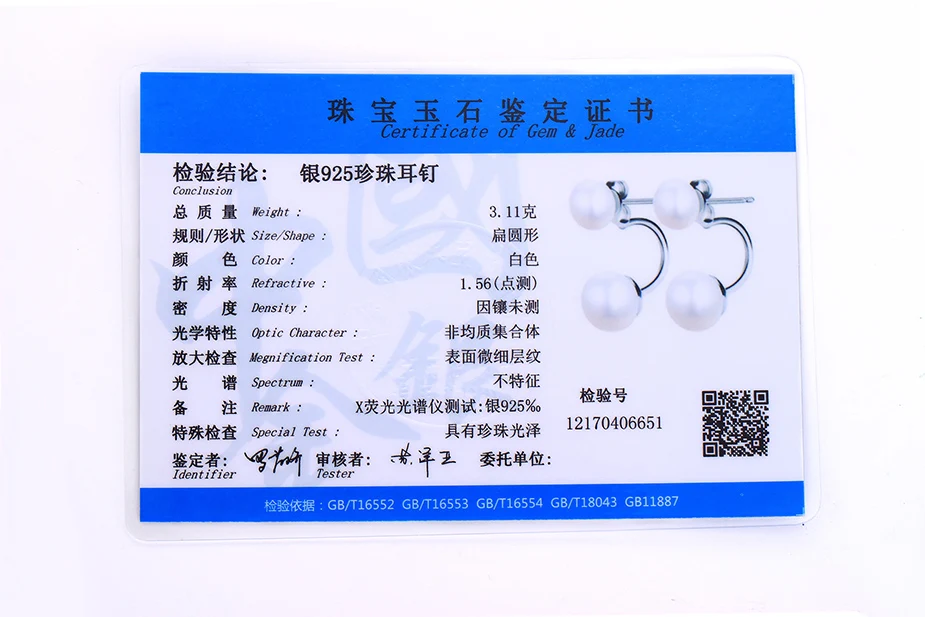 珠宝玉石鉴定证书
Certificate of Gem & Jade
检验结论: 银925珍珠耳钉
Conclusion
总质量 Weight : 3.11克
规则/形状 Size/Shape : 扁圆形
颜色 Color : 白色
折射率 Refractive : 1.56(点测)
密度 Density : 因镶未测
光学特性 Optic Character : 非均质集合体
放大检查 Megnification Test : 表面微细层纹
光谱 Spectrum : 不特征
备注 Remark : X荧光光谱仪测试:银925‰
特殊检查 Special Test : 具有珍珠光泽
鉴定者: 审核者: 委托单位:
Identifier Tester
检验号
12170406651
检验依据:GB/T16552 GB/T16553 GB/T16554 GB/T18043 GB11887